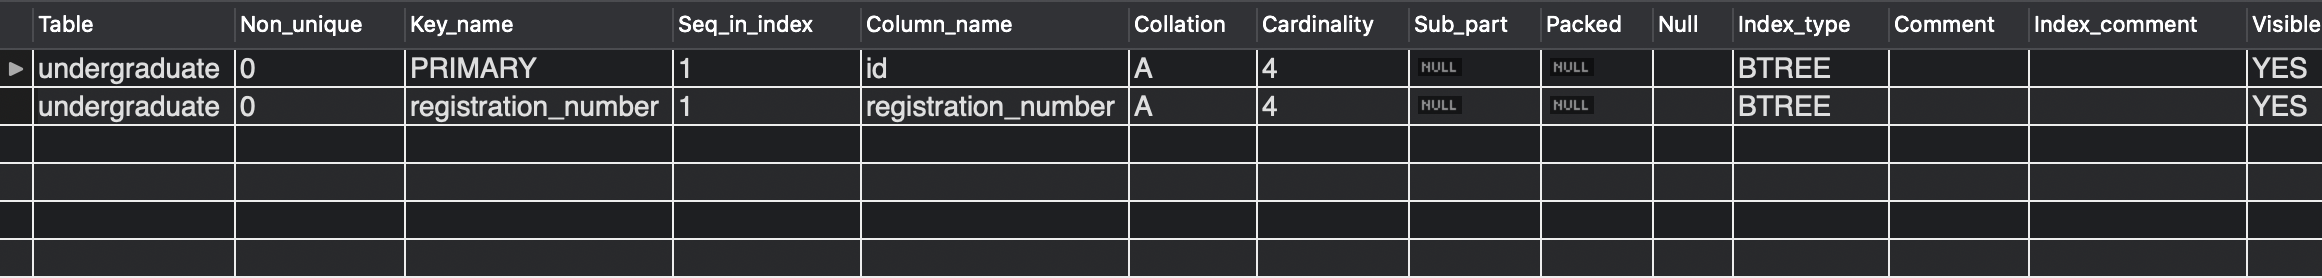 Table Non_unique Key_name Seq_in_index Column_name Collation Cardinality Sub_part Packed Null Index_type Comment Index_comment Visible
undergraduate 0 PRIMARY 1 id A 4 NULL NULL BTREE YES
undergraduate 0 registration_number 1 registration_number A 4 NULL NULL BTREE YES